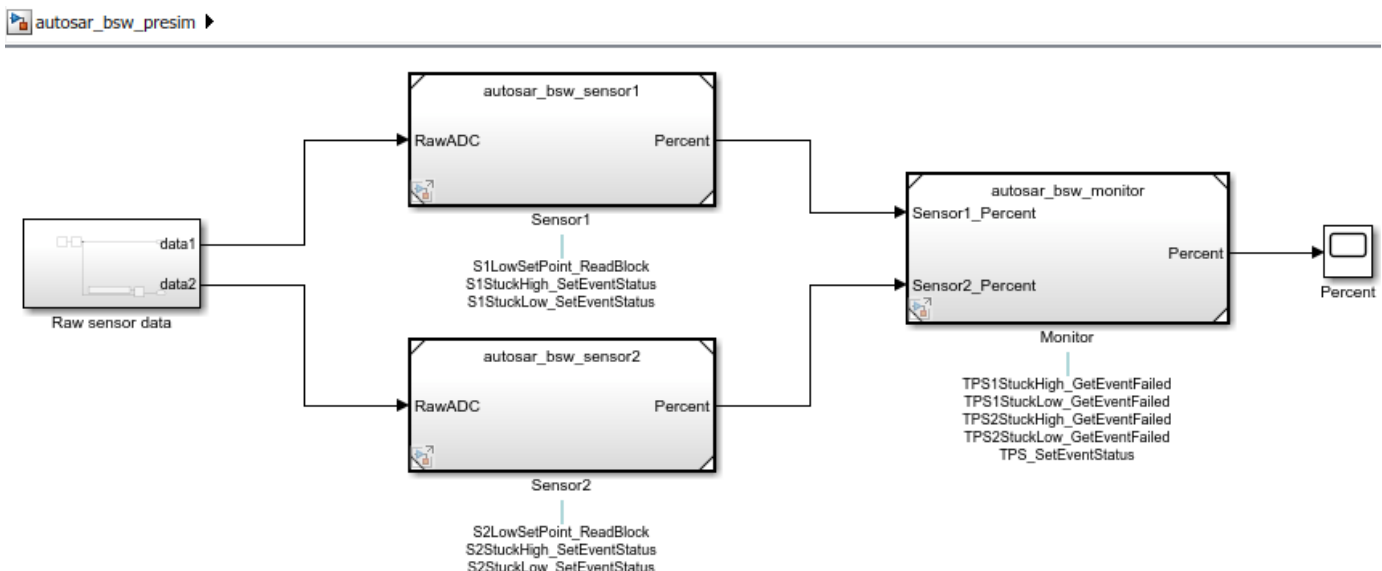 autosar_bsw_presim
autosar_bsw_sensor1
RawADC
Percent
Sensor1
S1LowSetPoint_ReadBlock
S1StuckHigh_SetEventStatus
S1StuckLow_SetEventStatus
data1
data2
Raw sensor data
autosar_bsw_sensor2
RawADC
Percent
Sensor2
S2LowSetPoint_ReadBlock
S2StuckHigh_SetEventStatus
S2StuckLow_SetEventStatus
autosar_bsw_monitor
Sensor1_Percent
Percent
Sensor2_Percent
Monitor
TPS1StuckHigh_GetEventFailed
TPS1StuckLow_GetEventFailed
TPS2StuckHigh_GetEventFailed
TPS2StuckLow_GetEventFailed
TPS_SetEventStatus
Percent